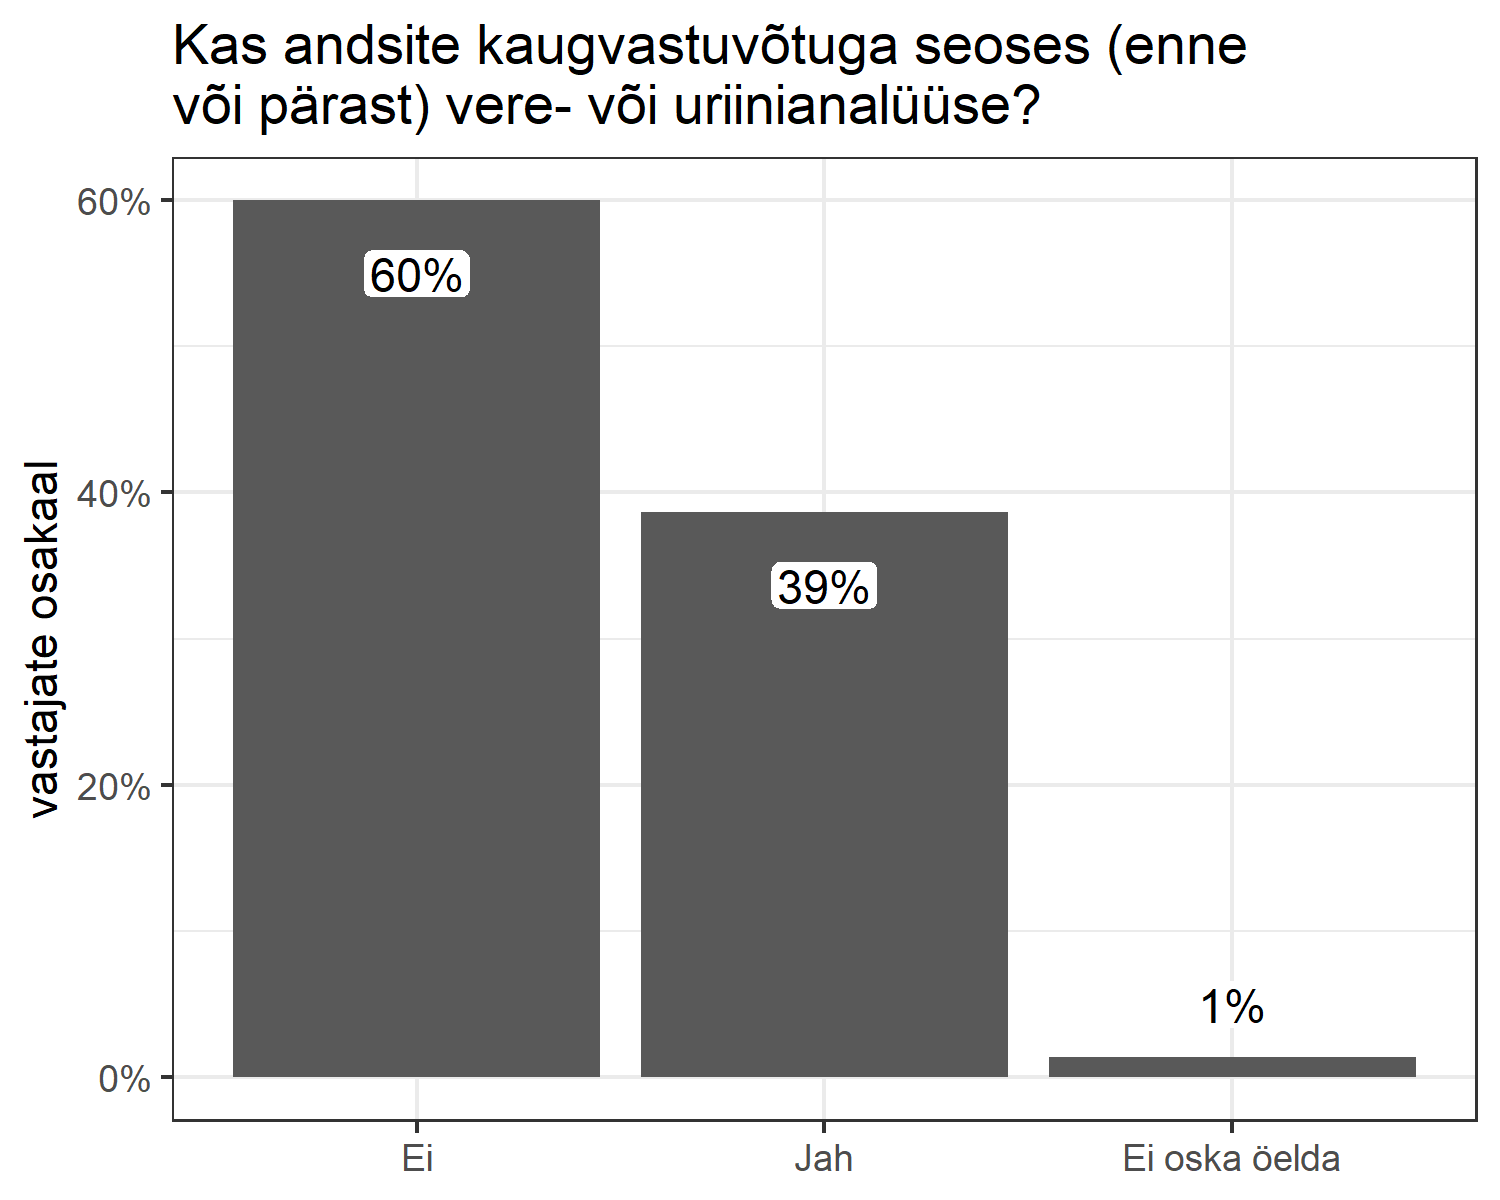 Kas andsite kaugvastuvõtuga seoses (enne
või pärast) vere- või uriinianalüüse?
vastajate osakaal
60%
40%
20%
0%
60%
39%
1%
Ei
Jah
Ei oska öelda